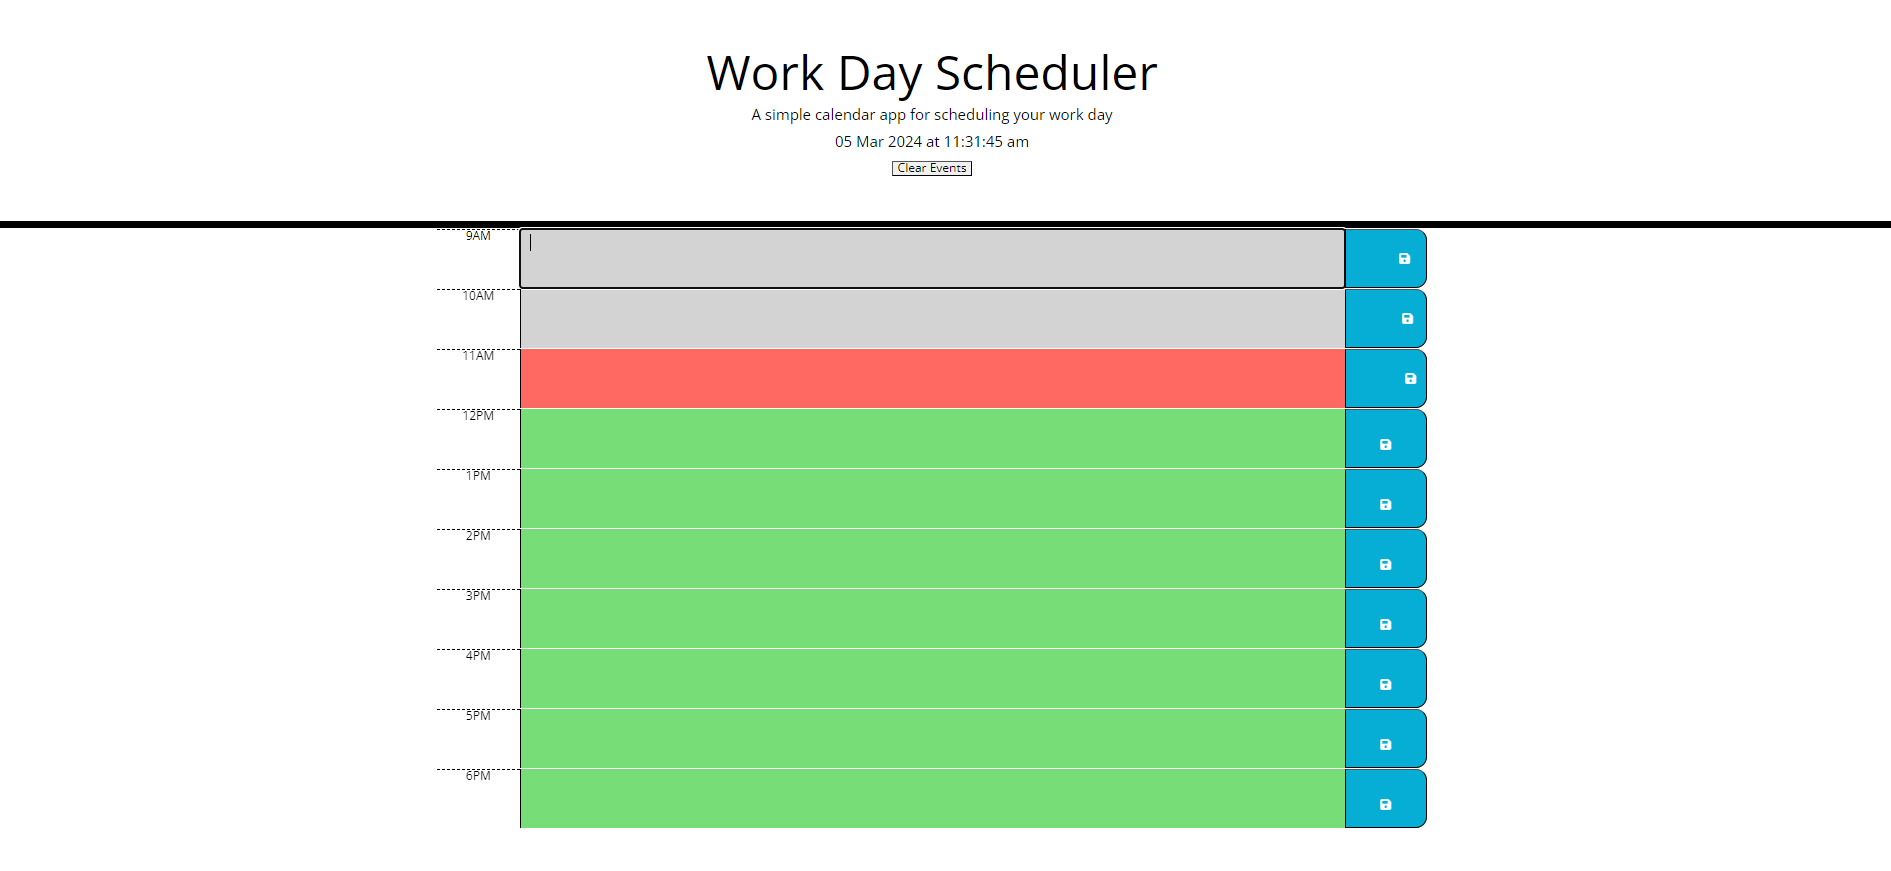 Work Day Scheduler
A simple calendar app for scheduling your work day
05 Mar 2024 at 11:31:45 am
Clear Events
9AM
10AM
11AM
12PM
1PM
2PM
3PM
4PM
5PM
6PM